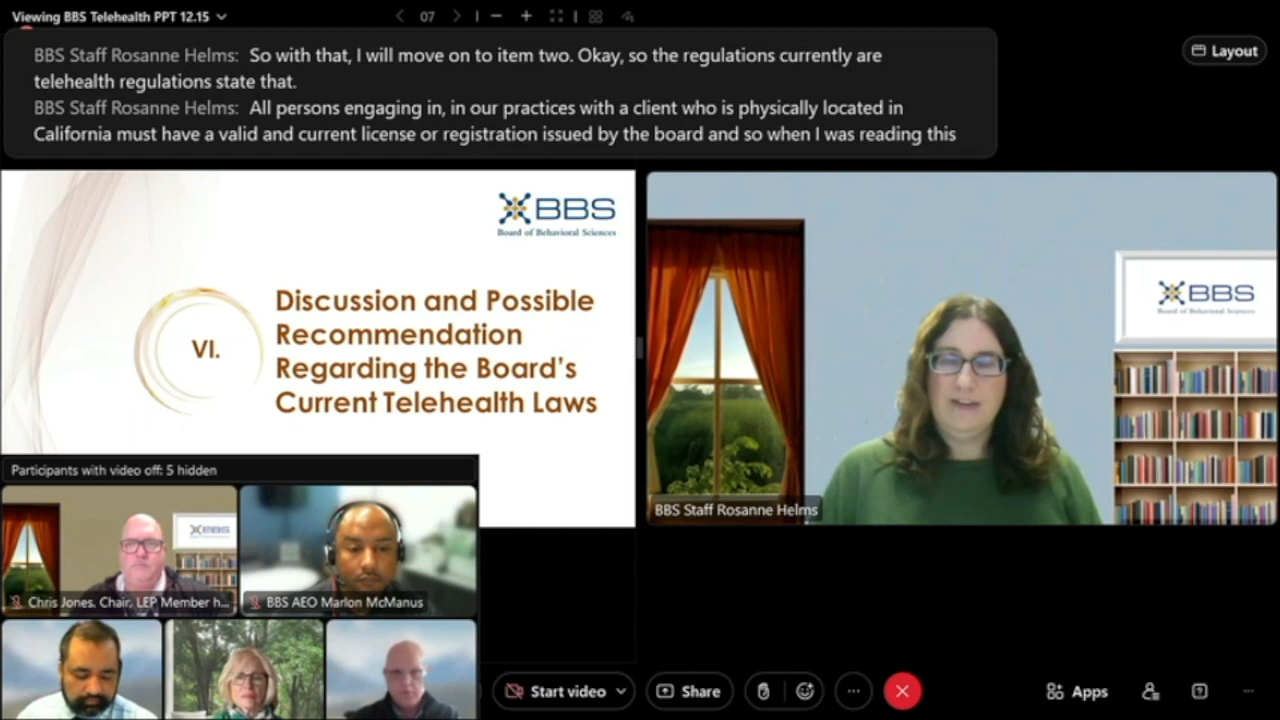 Viewing BBS Telehealth PPT 12.15
07
BBS Staff Rosanne Helms: So with that, I will move on to item two. Okay, so the regulations currently are
telehealth regulations state that.
BBS Staff Rosanne Helms: All persons engaging in, in our practices with a client who is physically located in
California must have a valid and current license or registration issued by the board and so when I was reading this
Layout
BBS
Board of Behavioral Sciences
VI.
Discussion and Possible
Recommendation
Regarding the Board's
Current Telehealth Laws
BBS
Board of Behavioral Sciences
BBS Staff Rosanne Helms
Participants with video off: 5 hidden
BBS
Chris Jones, Chair, LEP Member h...
BBS AEO Marlon McManus
Start video
Share
Apps